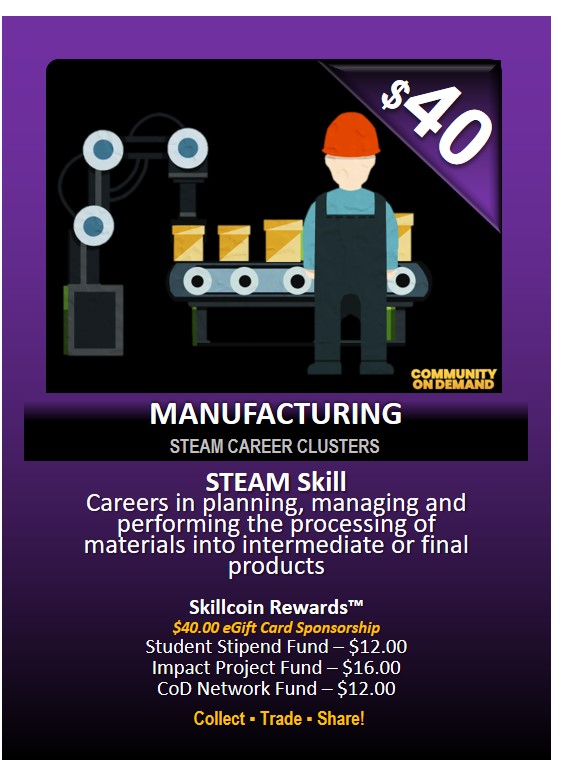 $40
COMMUNITY
ON DEMAND
MANUFACTURING
STEAM CAREER CLUSTERS
STEAM Skill
Careers in planning, managing and
performing the processing of
materials into intermediate or final
products
Skillcoin Rewards™
$40.00 eGift Card Sponsorship
Student Stipend Fund – $12.00
Impact Project Fund – $16.00
CoD Network Fund – $12.00
Collect ▪ Trade ▪ Share!